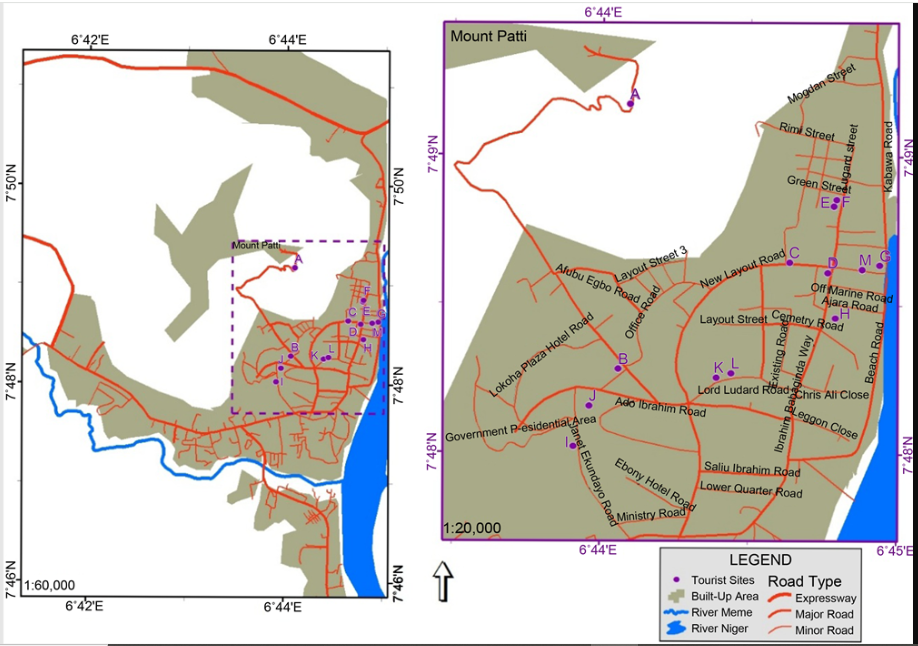 6°42'E
6°44'E
7°50'N
7°50'N
Mount Patti
A
F
C
E
G
D
M
B
K
L
H
J
I
7°48'N
7°48'N
7°46'N
7°46'N
1:60,000
6°42'E
6°44'E
6°44'E
Mount Patti
A
Mogdan Street
Rimi Street
Lugard street
Kabawa Road
7°49'N
7°49'N
Green Street
E F
C
D
M
G
Layout Street 3
New Layout Road
Afubu Egbo Road
Office Road
Off Marine Road
Ajara Road
H
Layout Street
Cemetry Road
Lokoha Plaza Hotel Road
Existing Road
Ibrahim Babaginda Way
Beach Road
B
K L
Lord Ludard Road
Chris Ali Close
J
Ado Ibrahim Road
Leggon Close
Government P-esidential Area
I
Janet Ekundayo Road
7°48'N
7°48'N
Saliu Ibrahim Road
Ebony Hotel Road
Lower Quarter Road
Ministry Road
1:20,000
6°44'E
6°45'E
LEGEND
Tourist Sites
Road Type
Built-Up Area
Expressway
River Meme
Major Road
River Niger
Minor Road